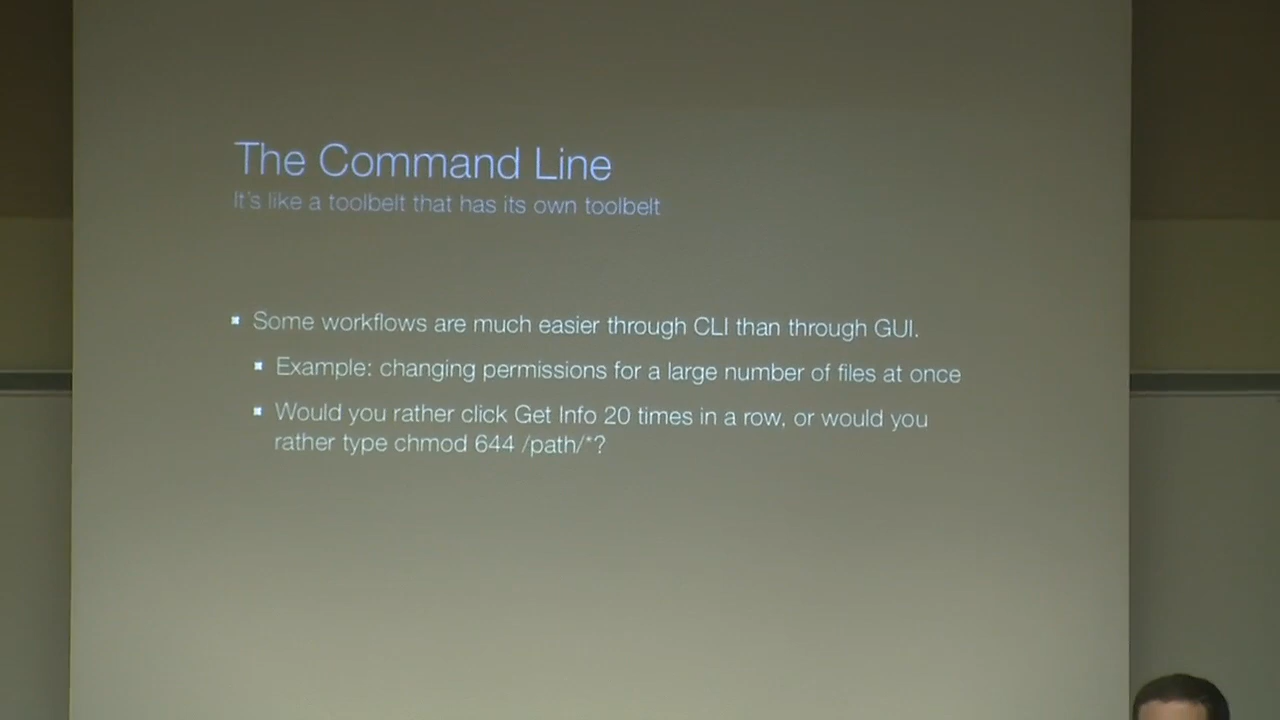 The Command Line
It's like a toolbelt that has its own toolbelt
Some workflows are much easier through CLI than through GUI.
Example: changing permissions for a large number of files at once
Would you rather click Get Info 20 times in a row, or would you
rather type chmod 644 /path/*?